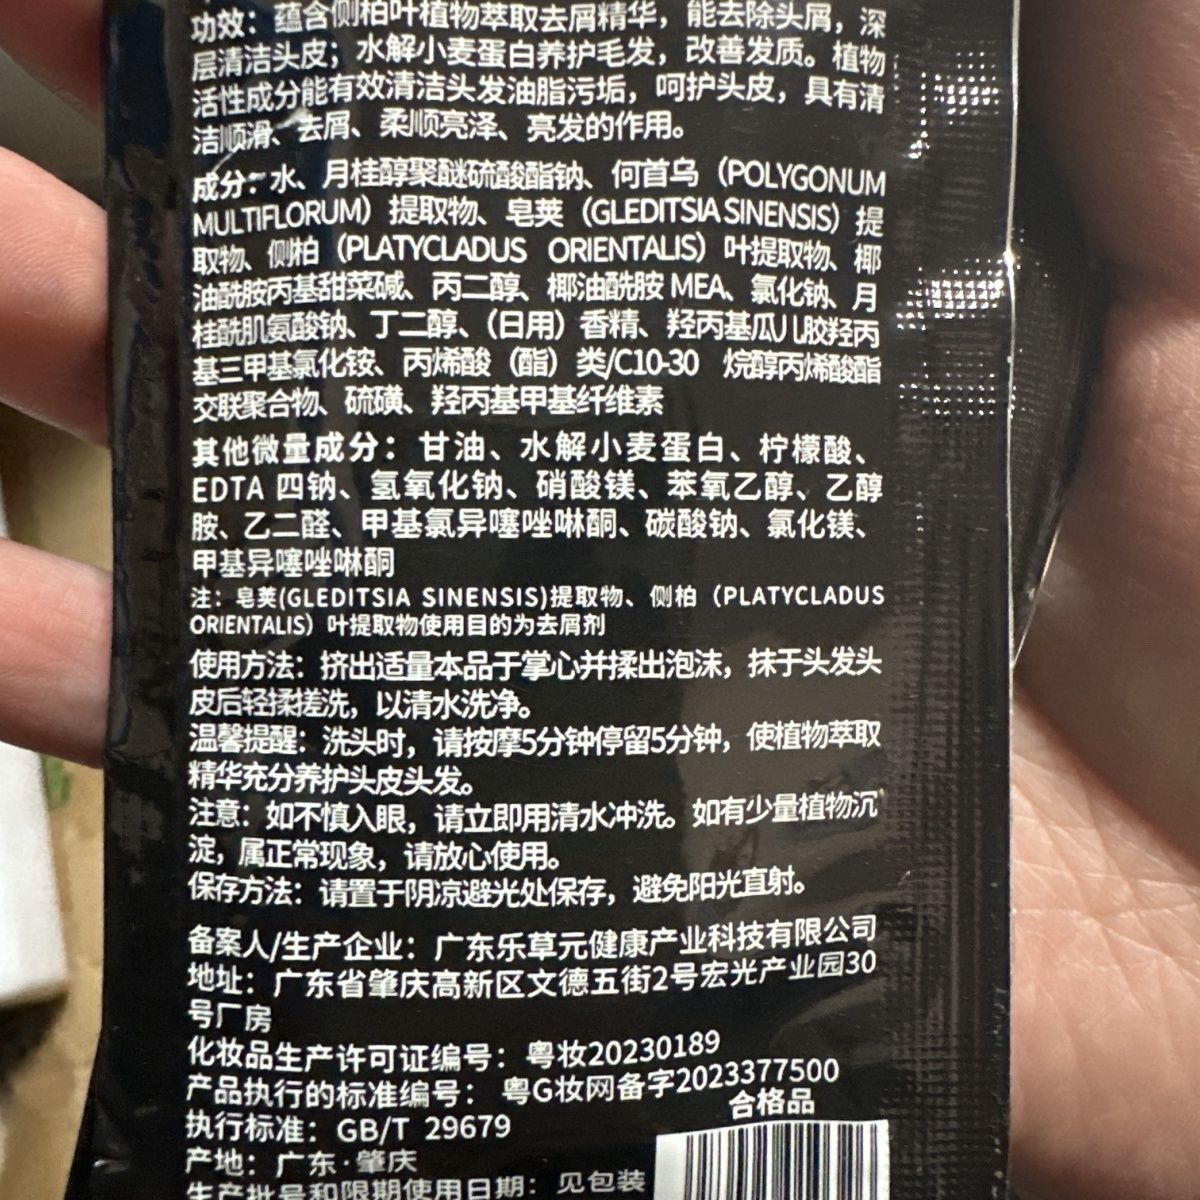 功效：蕴含侧柏叶植物萃取去屑精华，能去除头屑，深
层清洁头皮；水解小麦蛋白养护毛发，改善发质。植物
活性成分能有效清洁头发油脂污垢，呵护头皮，具有清
洁顺滑、去屑、柔顺亮泽、亮发的作用。
成分：水、月桂醇聚醚硫酸酯钠、何首乌（POLYGONUM
MULTIFLORUM）提取物、皂荚（GLEDITSIA SINENSIS）提
取物、侧柏（PLATYCLADUS ORIENTALIS）叶提取物、椰
油酰胺丙基甜菜碱、丙二醇、椰油酰胺 MEA、氯化钠、月
桂酰肌氨酸钠、丁二醇、（日用）香精、羟丙基瓜儿胶羟丙
基三甲基氯化铵、丙烯酸（酯）类/C10-30 烷醇丙烯酸酯
交联聚合物、硫磺、羟丙基甲基纤维素
其他微量成分：甘油、水解小麦蛋白、柠檬酸、
EDTA 四钠、氢氧化钠、硝酸镁、苯氧乙醇、乙醇
胺、乙二醛、甲基氯异噻唑啉酮、碳酸钠、氯化镁、
甲基异噻唑啉酮
注：皂荚(GLEDITSIA SINENSIS)提取物、侧柏（PLATYCLADUS
ORIENTALIS）叶提取物使用目的为去屑剂
使用方法：挤出适量本品于掌心并揉出泡沫，抹于头发头
皮后轻揉搓洗，以清水洗净。
温馨提醒：洗头时，请按摩5分钟停留5分钟，使植物萃取
精华充分养护头皮头发。
注意：如不慎入眼，请立即用清水冲洗。如有少量植物沉
淀，属正常现象，请放心使用。
保存方法：请置于阴凉避光处保存，避免阳光直射。
备案人/生产企业：广东乐草元健康产业科技有限公司
地址：广东省肇庆高新区文德五街2号宏光产业园30
号厂房
化妆品生产许可证编号：粤妆20230189
产品执行的标准编号：粤G妆网备字2023377500
合格品
执行标准：GB/T 29679
产地：广东·肇庆
生产批号和限期使用日期：见包装